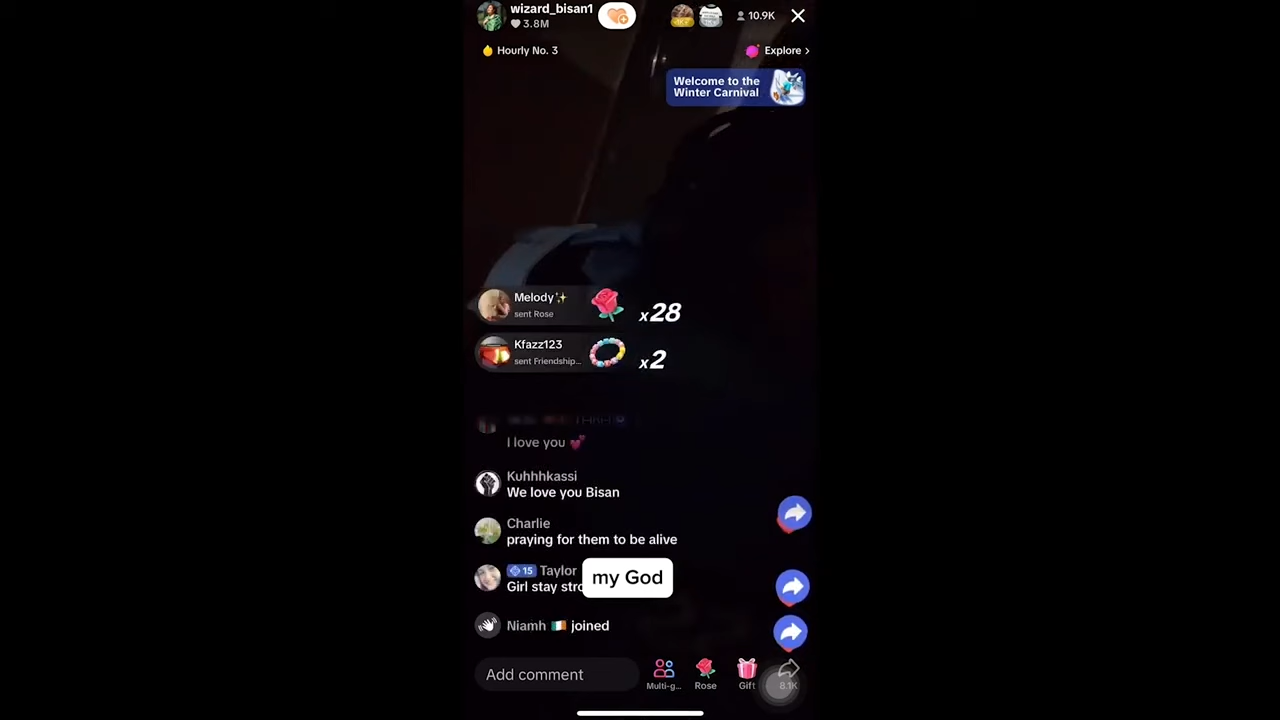 wizard_bisan1
3.8M
10.9K
Hourly No. 3
Explore ›
Welcome to the
Winter Carnival
Melody
sent Rose
x28
Kfazz123
sent Friendship...
x2
I love you
Kuhhhkassi
We love you Bisan
Charlie
praying for them to be alive
15 Taylor
Girl stay
my God
Niamh joined
Add comment
Multi-g...
Rose
Gift
8.1K